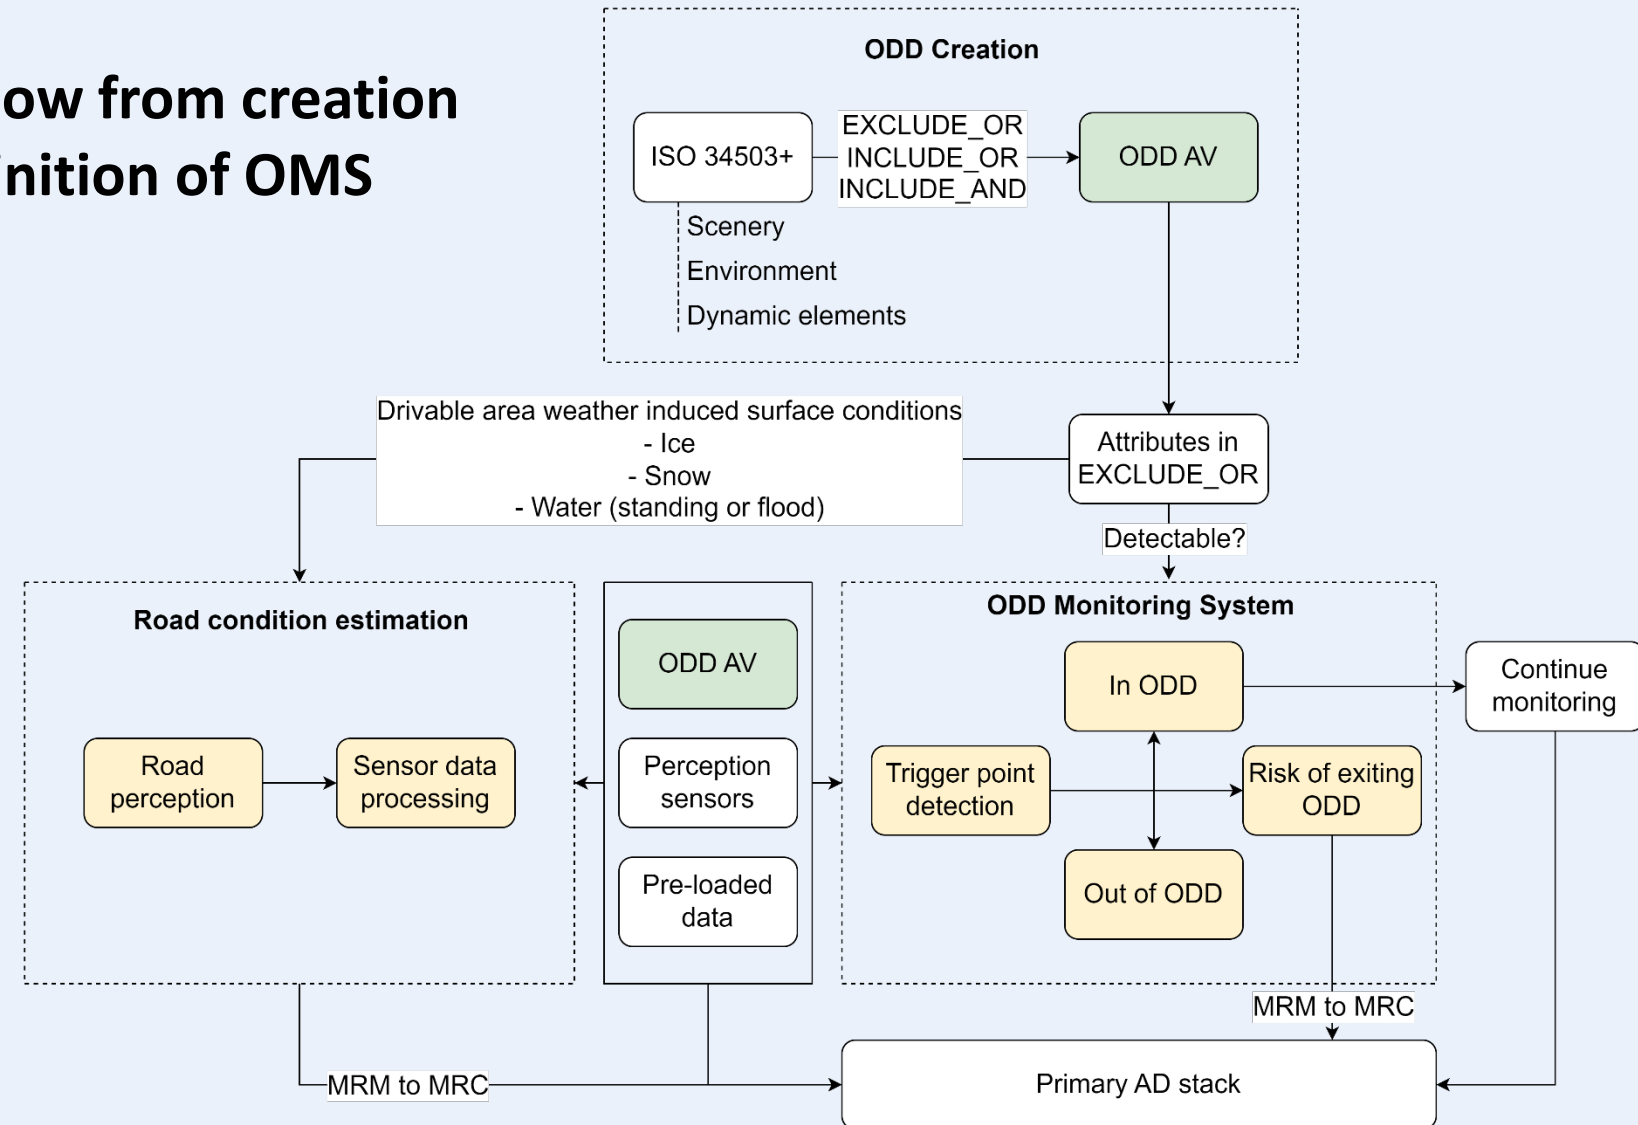 ow from creation
nition of OMS
ODD Creation
ISO 34503+
EXCLUDE_OR
INCLUDE_OR
INCLUDE_AND
ODD AV
Scenery
Environment
Dynamic elements
Drivable area weather induced surface conditions
- Ice
- Snow
- Water (standing or flood)
Attributes in
EXCLUDE_OR
Detectable?
Road condition estimation
Road
perception
Sensor data
processing
ODD AV
Perception
sensors
Pre-loaded
data
ODD Monitoring System
In ODD
Trigger point
detection
Risk of exiting
ODD
Out of ODD
Continue
monitoring
MRM to MRC
MRM to MRC
Primary AD stack